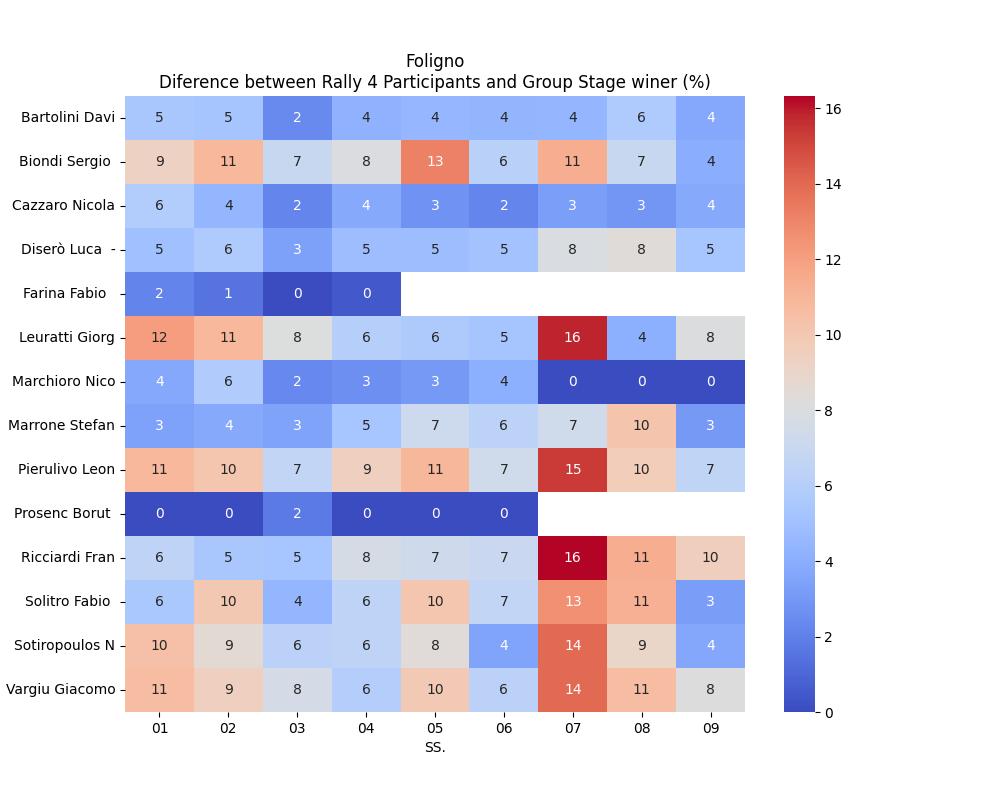 Foligno
Diference between Rally 4 Participants and Group Stage winer (%)
Bartolini Davi 5 5 2 4 4 4 4 6 4
Biondi Sergio 9 11 7 8 13 6 11 7 4
Cazzaro Nicola 6 4 2 4 3 2 3 3 4
Diserò Luca - 5 6 3 5 5 5 8 8 5
Farina Fabio 2 1 0 0
Leuratti Giorg 12 11 8 6 6 5 16 4 8
Marchioro Nico 4 6 2 3 3 4 0 0 0
Marrone Stefan 3 4 3 5 7 6 7 10 3
Pierulivo Leon 11 10 7 9 11 7 15 10 7
Prosenc Borut 0 0 2 0 0 0
Ricciardi Fran 6 5 5 8 7 7 16 11 10
Solitro Fabio 6 10 4 6 10 7 13 11 3
Sotiropoulos N 10 9 6 6 8 4 14 9 4
Vargiu Giacomo 11 9 8 6 10 6 14 11 8
01 02 03 04 05 06 07 08 09
SS.
16
14
12
10
8
6
4
2
0